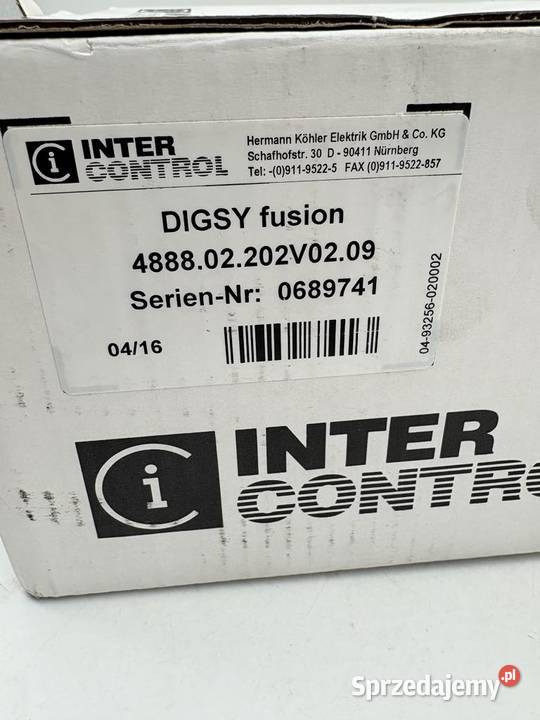 INTER
CONTROL
Hermann Köhler Elektrik GmbH & Co. KG
Schafhofstr. 30 D - 90411 Nürnberg
Tel: -(0)911-9522-5 FAX (0)911-9522-857
DIGSY fusion
4888.02.202V02.09
Serien-Nr: 0689741
04/16
04-93256-020002
INTER
CONTRO
Sprzedajemy.pl